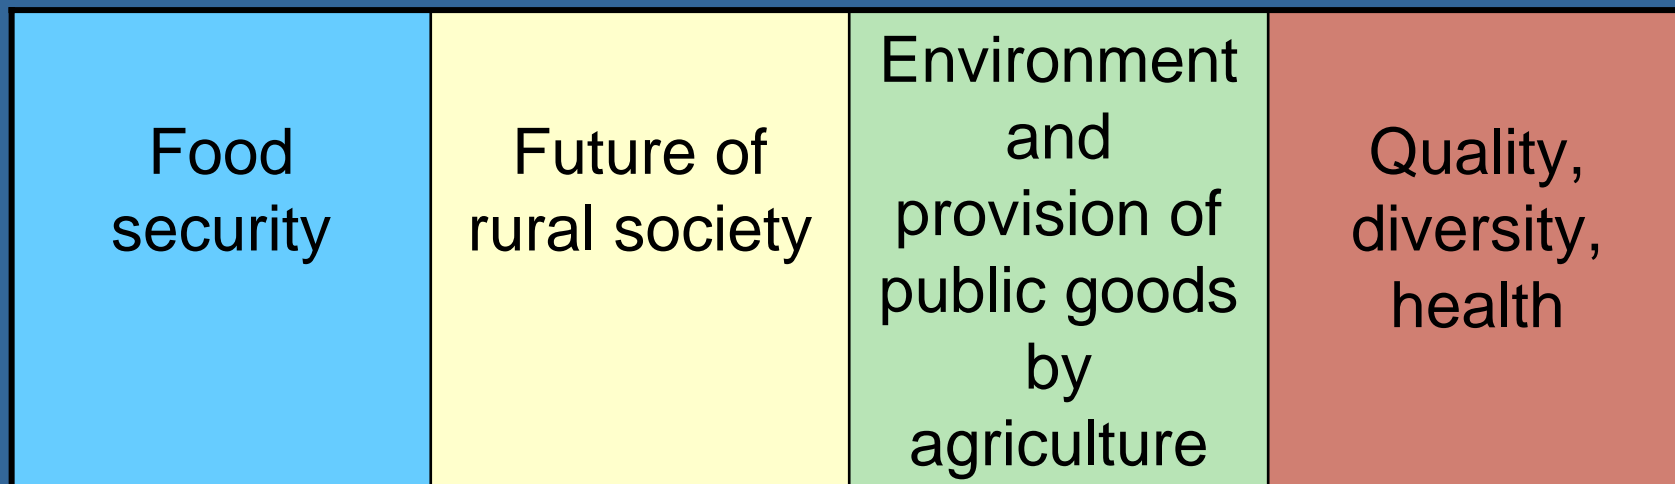 Food
security
Future of
rural society
Environment
and
provision of
public goods
by
agriculture
Quality,
diversity,
health